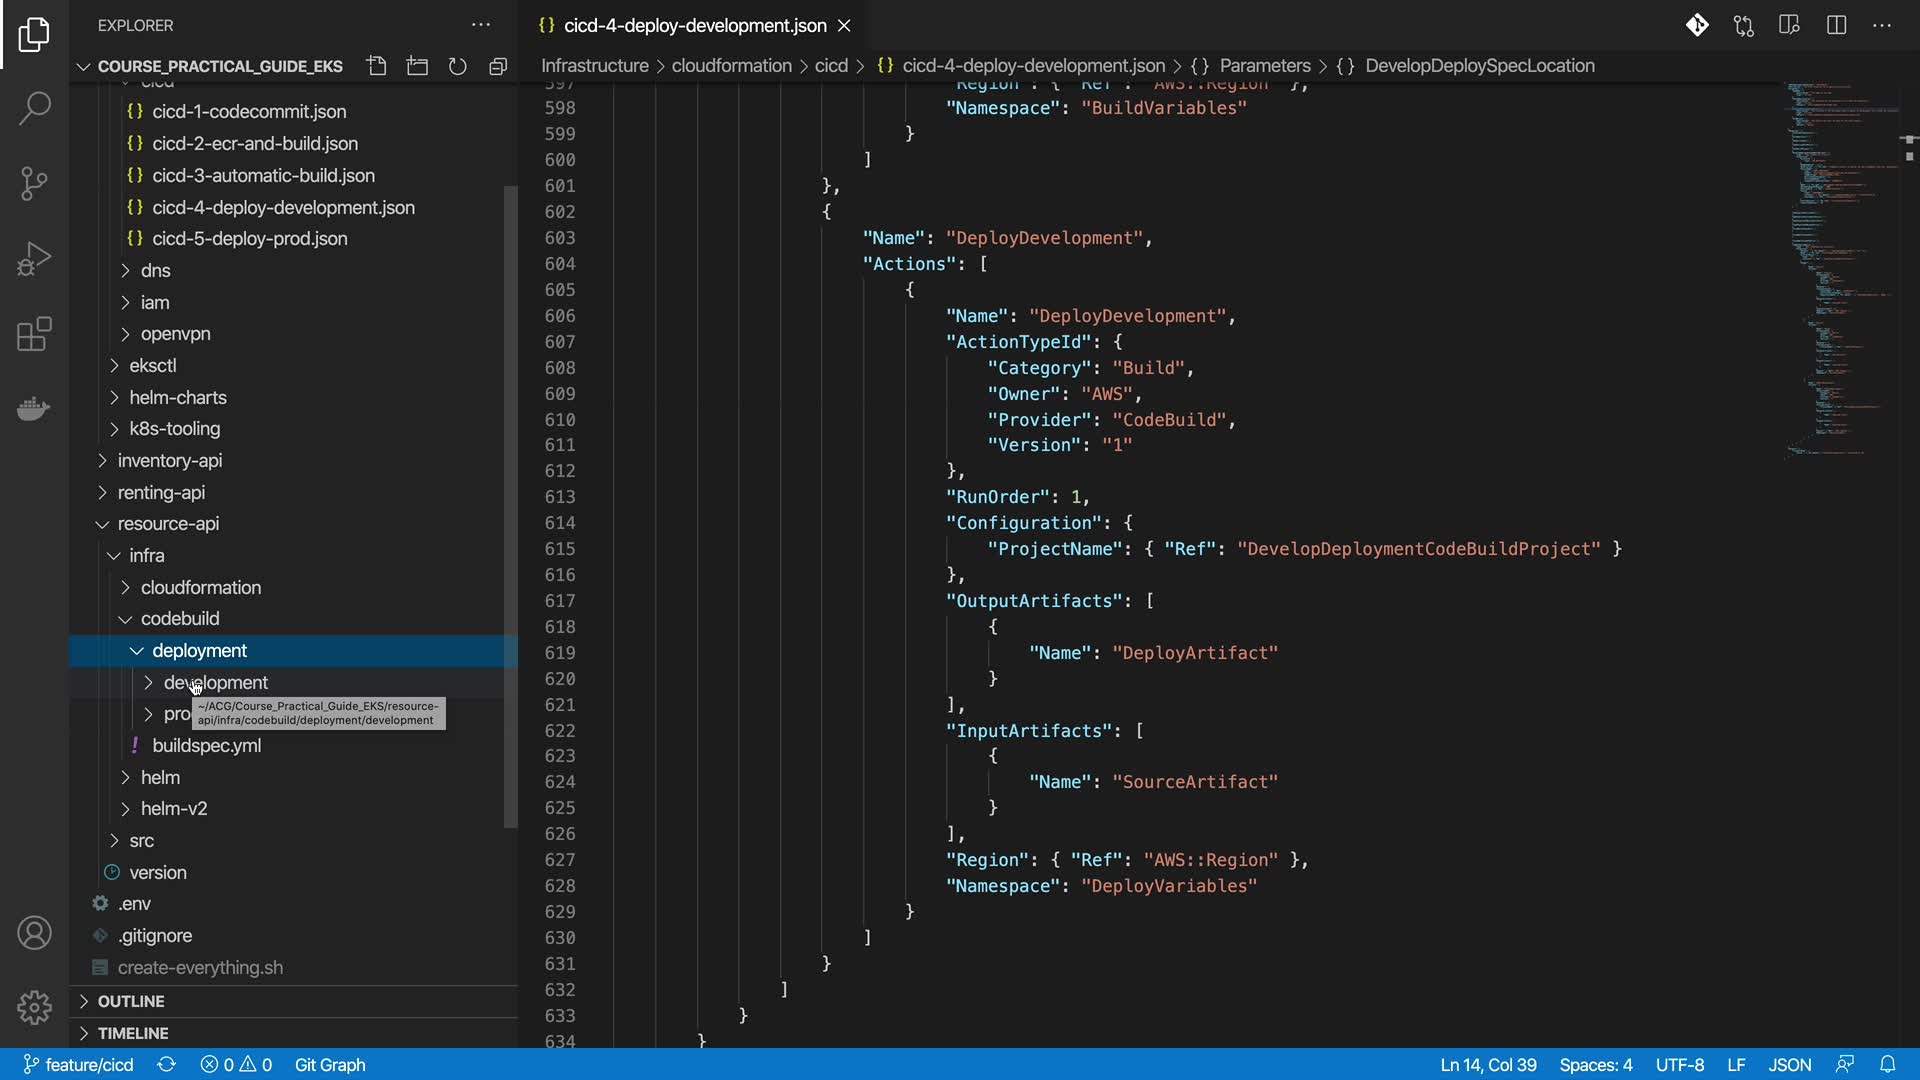 EXPLORER
COURSE_PRACTICAL_GUIDE_EKS
cicd
cicd-1-codecommit.json
cicd-2-ecr-and-build.json
cicd-3-automatic-build.json
cicd-4-deploy-development.json
cicd-5-deploy-prod.json
dns
iam
openvpn
eksctl
helm-charts
k8s-tooling
inventory-api
renting-api
resource-api
infra
cloudformation
codebuild
deployment
development
~/ACG/Course_Practical_Guide_EKS/resource-
api/infra/codebuild/deployment/development
buildspec.yml
helm
helm-v2
src
version
.env
.gitignore
create-everything.sh
OUTLINE
TIMELINE
{} cicd-4-deploy-development.json
Infrastructure > cloudformation > cicd > {} cicd-4-deploy-development.json > {} Parameters > {} DevelopDeploySpecLocation
597 "Region": { "Ref": "AWS::Region" },
598 "Namespace": "BuildVariables"
599 }
600 ]
601 },
602 {
603 "Name": "DeployDevelopment",
604 "Actions": [
605 {
606 "Name": "DeployDevelopment",
607 "ActionTypeId": {
608 "Category": "Build",
609 "Owner": "AWS",
610 "Provider": "CodeBuild",
611 "Version": "1"
612 },
613 "RunOrder": 1,
614 "Configuration": {
615 "ProjectName": { "Ref": "DevelopDeploymentCodeBuildProject" }
616 },
617 "OutputArtifacts": [
618 {
619 "Name": "DeployArtifact"
620 }
621 ],
622 "InputArtifacts": [
623 {
624 "Name": "SourceArtifact"
625 }
626 ],
627 "Region": { "Ref": "AWS::Region" },
628 "Namespace": "DeployVariables"
629 }
630 ]
631 }
632 ]
633 }
634 }
feature/cicd 0 0 Git Graph Ln 14, Col 39 Spaces: 4 UTF-8 LF JSON